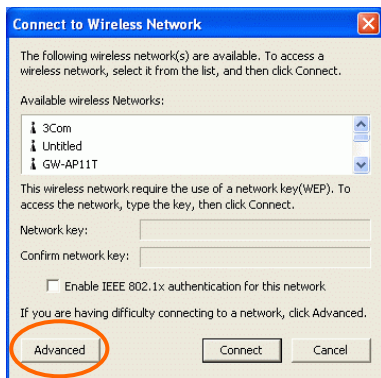 Connect to Wireless Network
The following wireless network(s) are available. To access a
wireless network, select it from the list, and then click Connect.
Available wireless Networks:
3Com
Untitled
GW-AP11T
This wireless network require the use of a network key(WEP). To
access the network, type the key, then click Connect.
Network key:
Confirm network key:
Enable IEEE 802.1x authentication for this network
If you are having difficulty connecting to a network, click Advanced.
Advanced Connect Cancel